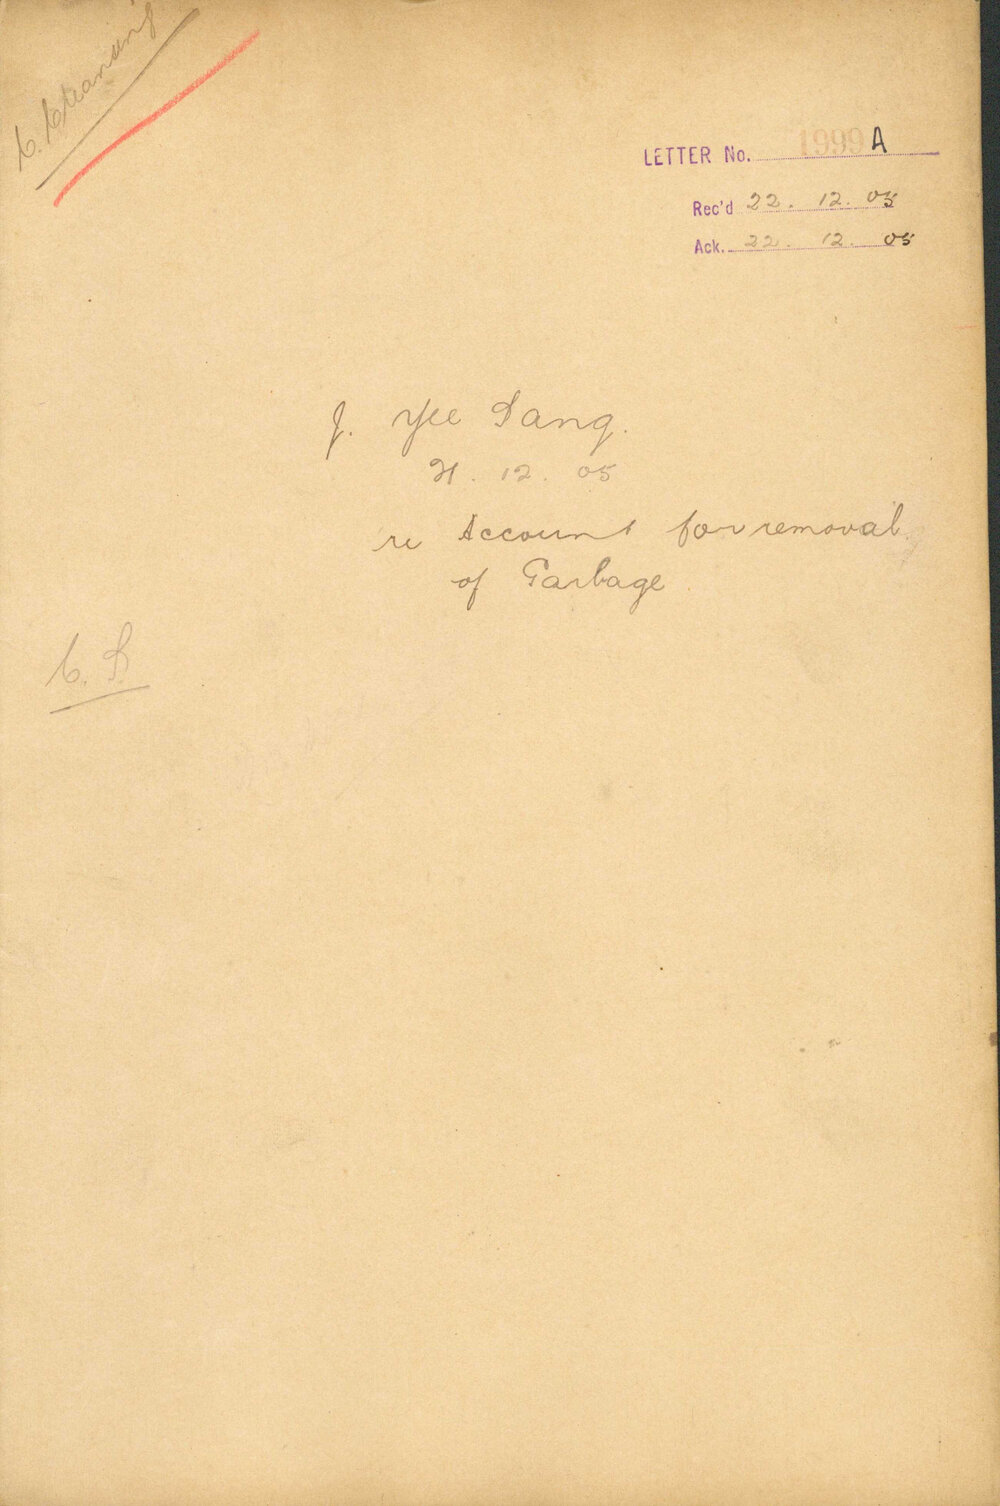 C. Cleansing
LETTER No. 1999 A
Rec'd 22. 12. 05
Ack. 22. 12. 05
J. Yee Sang.
21. 12. 05
re Account for removal
of Garbage
C. S.